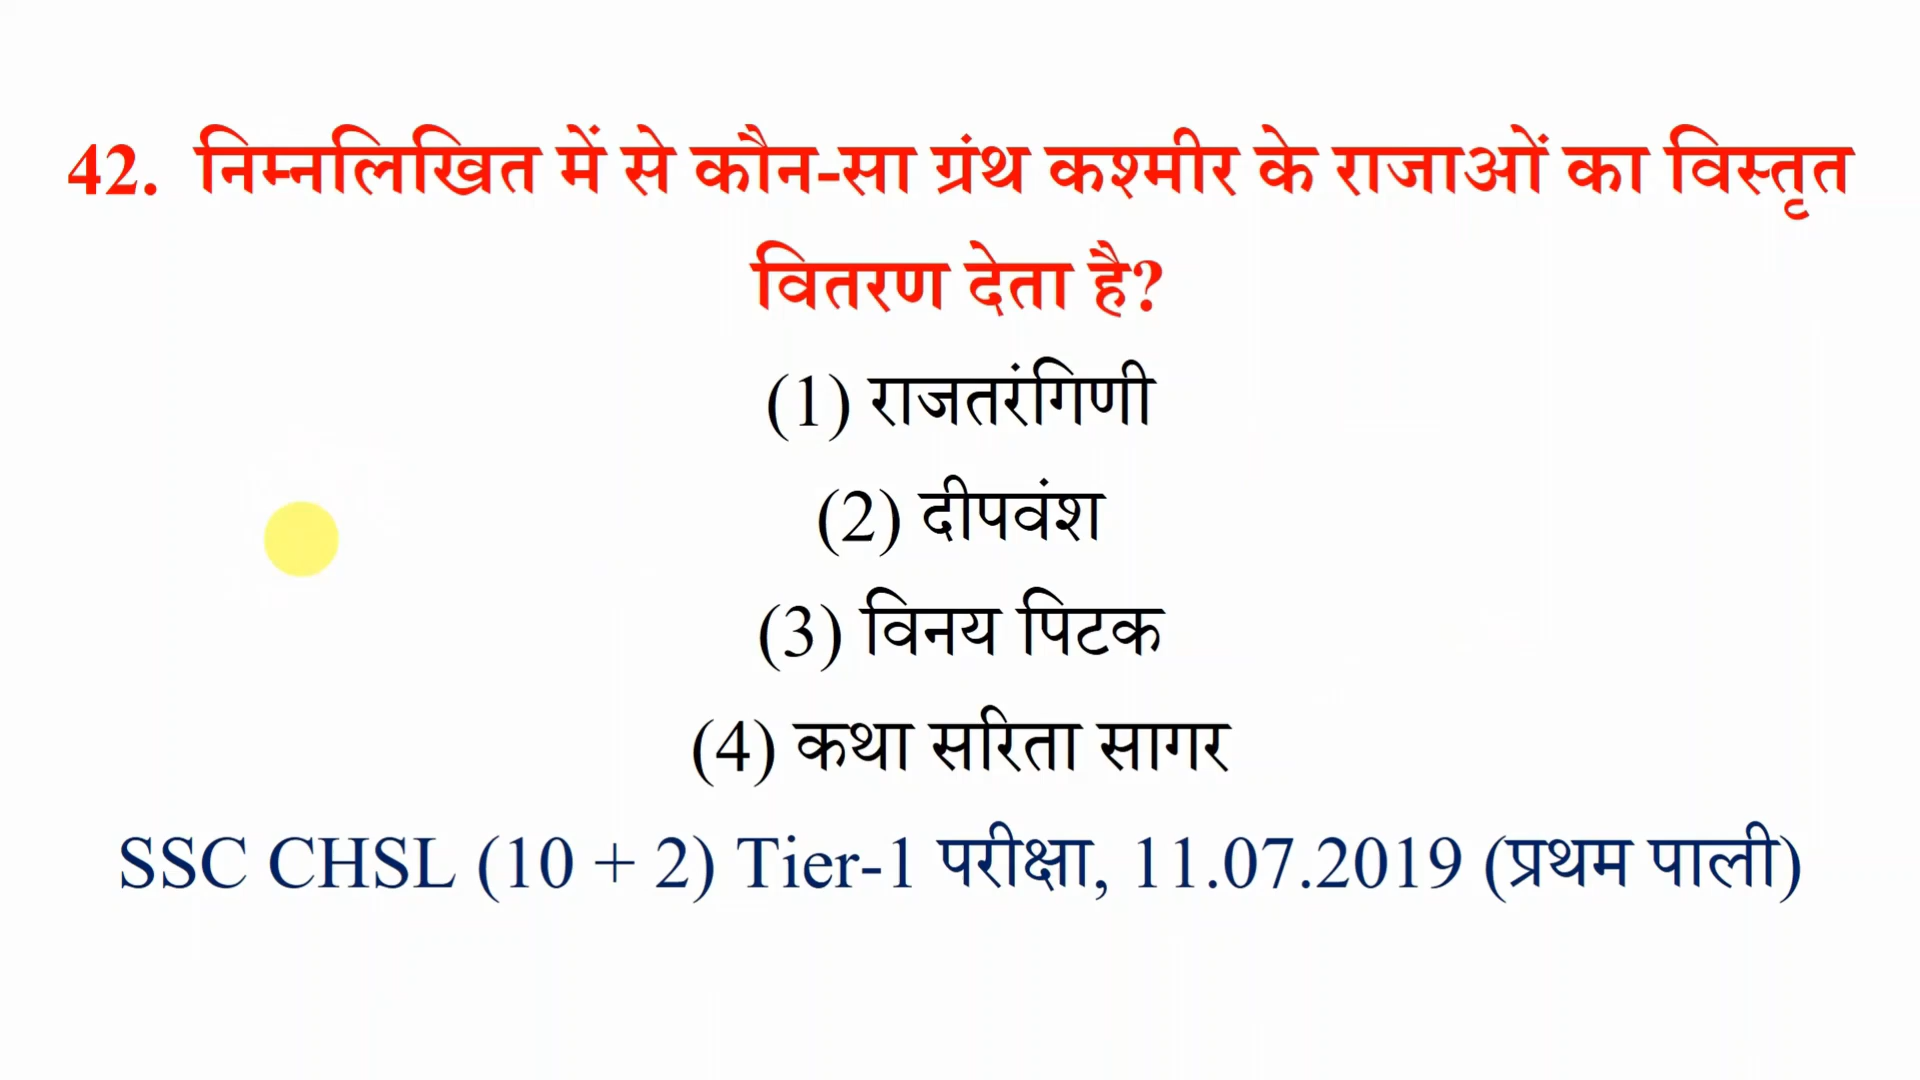 42. निम्नलिखित में से कौन-सा ग्रंथ कश्मीर के राजाओं का विस्तृत
वितरण देता है?
(1) राजतरंगिणी
(2) दीपवंश
(3) विनय पिटक
(4) कथा सरिता सागर
SSC CHSL (10 + 2) Tier-1 परीक्षा, 11.07.2019 (प्रथम पाली)